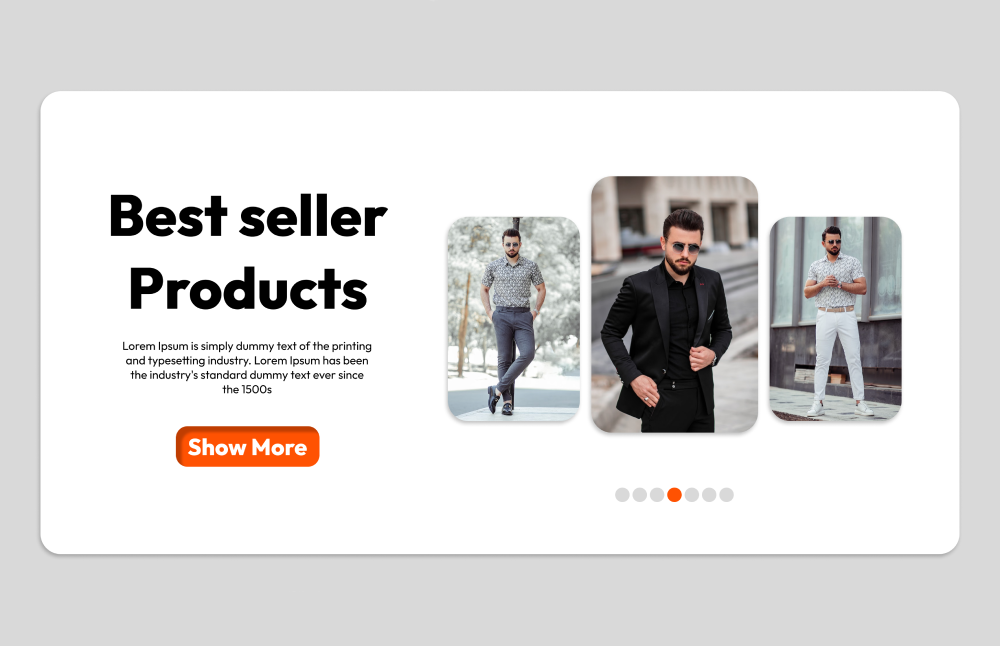 Best seller
Products
Lorem Ipsum is simply dummy text of the printing
and typesetting industry. Lorem Ipsum has been
the industry's standard dummy text ever since
the 1500s
Show More